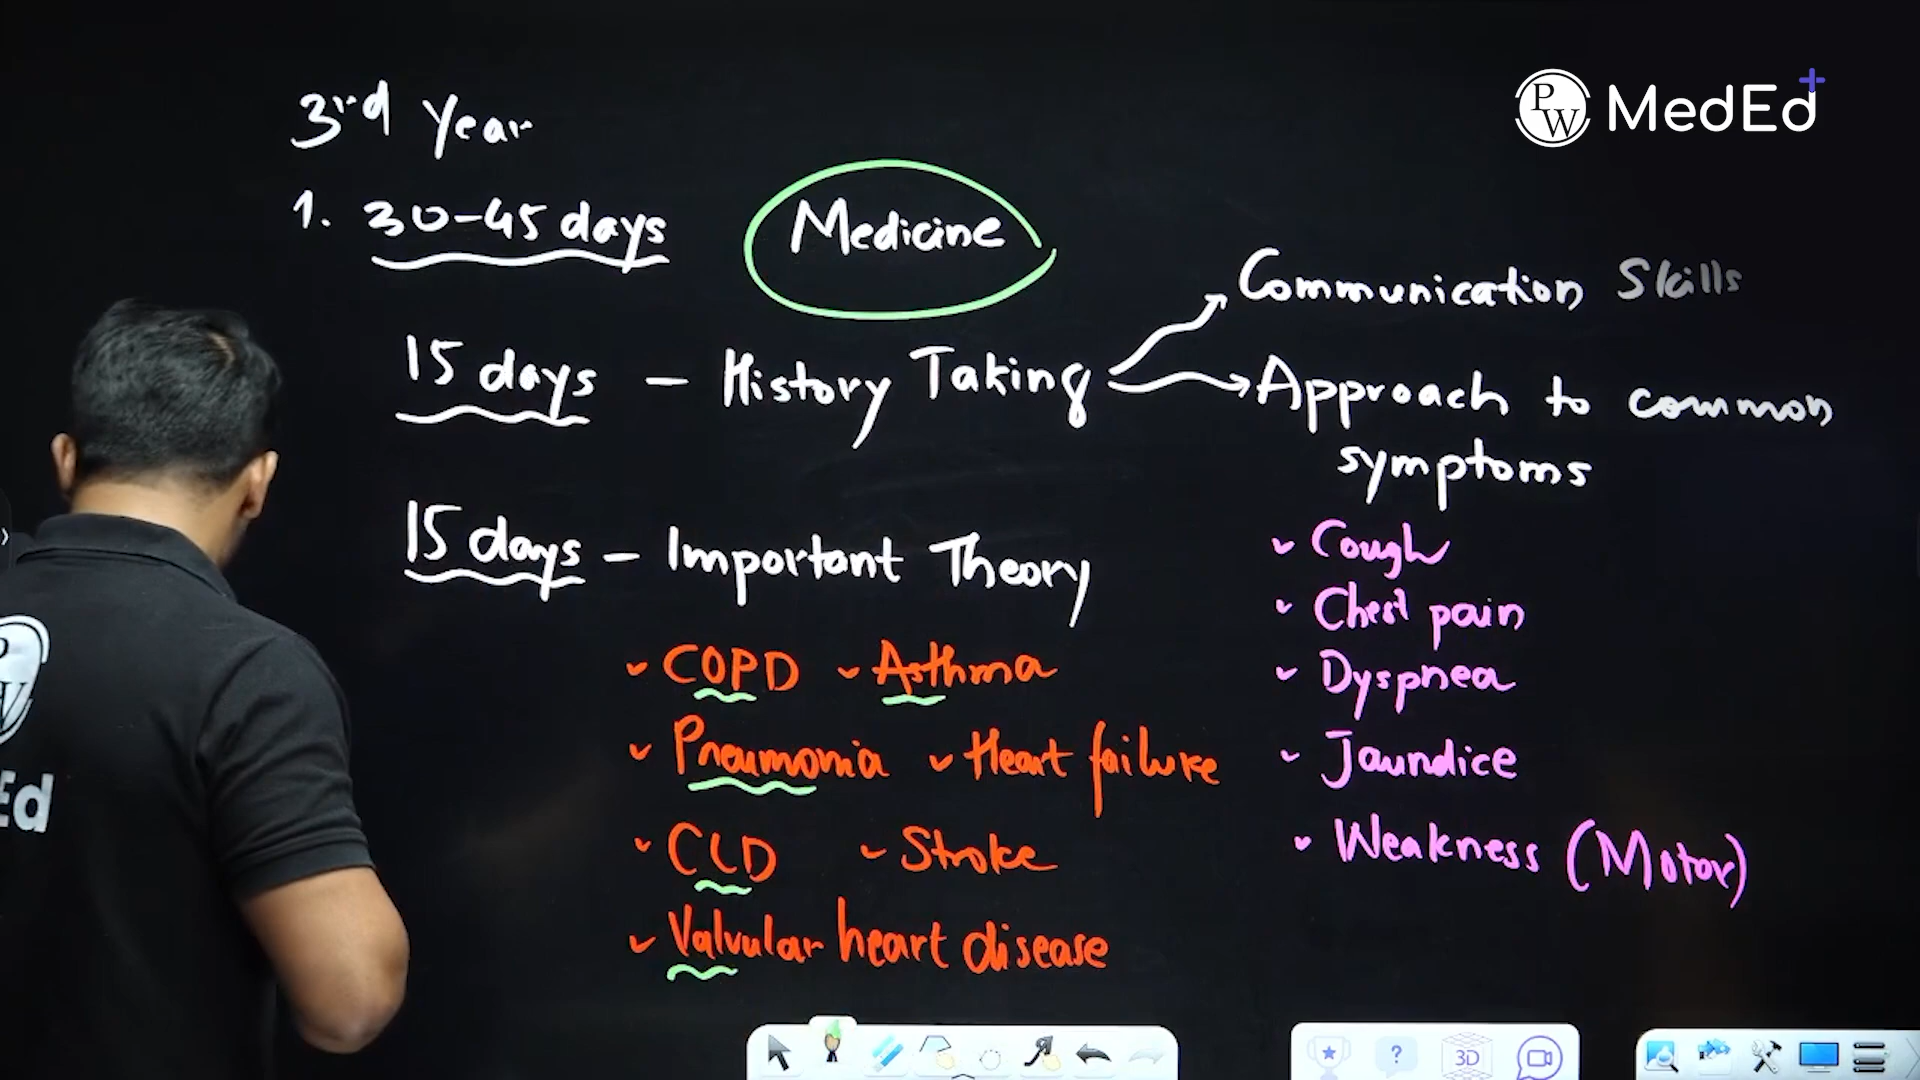 PW MedEd+
3rd Year
1. 30-45 days
Medicine
15 days - History Taking
Communication Skills
Approach to common
symptoms
Cough
Chest pain
Dyspnea
Jaundice
Weakness (Motor)
15 days - Important Theory
COPD Asthma
Pneumonia Heart failure
CLD Stroke
Valvular heart disease
Ed
?
3D